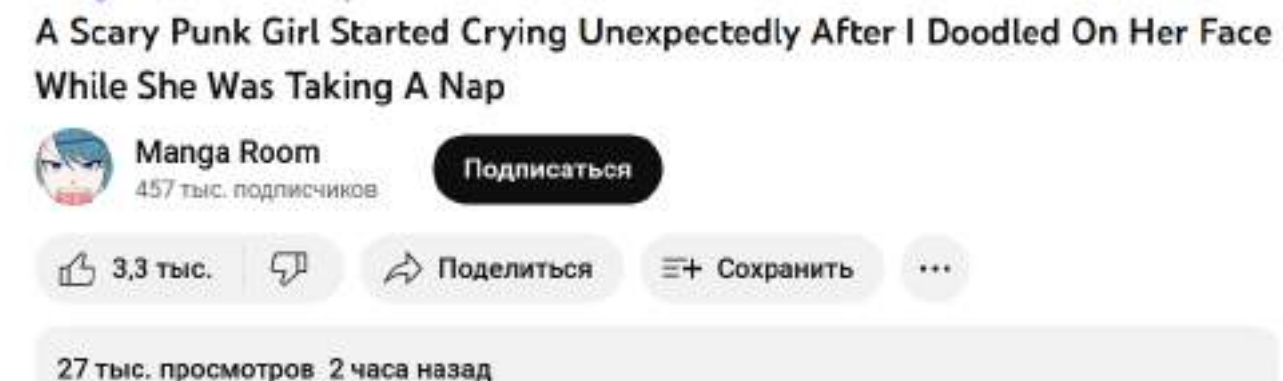 A Scary Punk Girl Started Crying Unexpectedly After I Doodled On Her Face
While She Was Taking A Nap
Manga Room
457 тыс. подписчиков
Подписаться
3,3 тыс.
Поделиться
Сохранить
27 тыс. просмотров 2 часа назад